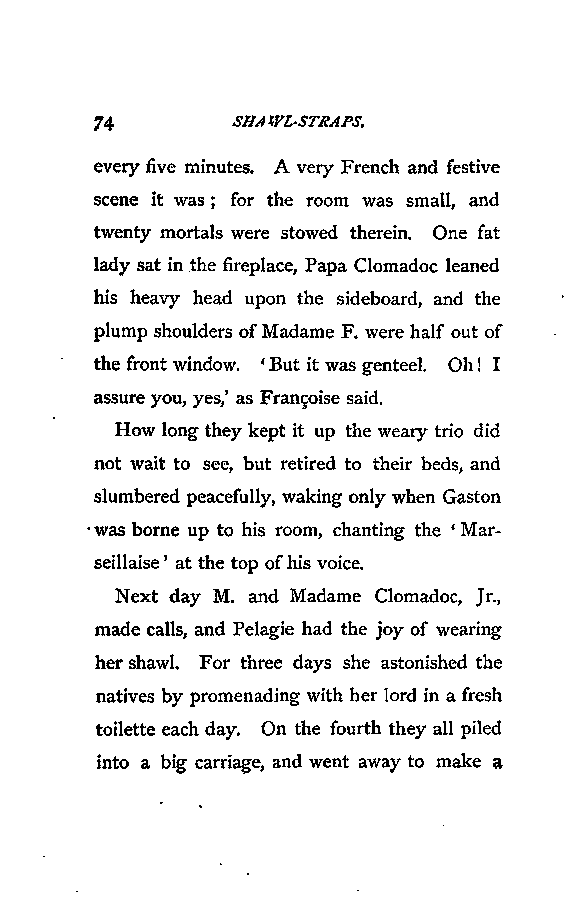 74 SHAWL-STRAPS.
every five minutes. A very French and festive
scene it was ; for the room was small, and
twenty mortals were stowed therein. One fat
lady sat in the fireplace, Papa Clomadoc leaned
his heavy head upon the sideboard, and the
plump shoulders of Madame F. were half out of
the front window. ‘ But it was genteel. Oh ! I
assure you, yes,’ as Françoise said.
How long they kept it up the weary trio did
not wait to see, but retired to their beds, and
slumbered peacefully, waking only when Gaston
was borne up to his room, chanting the ‘ Mar-
seillaise ’ at the top of his voice.
Next day M. and Madame Clomadoc, Jr.,
made calls, and Pelagie had the joy of wearing
her shawl. For three days she astonished the
natives by promenading with her lord in a fresh
toilette each day. On the fourth they all piled
into a big carriage, and went away to make a